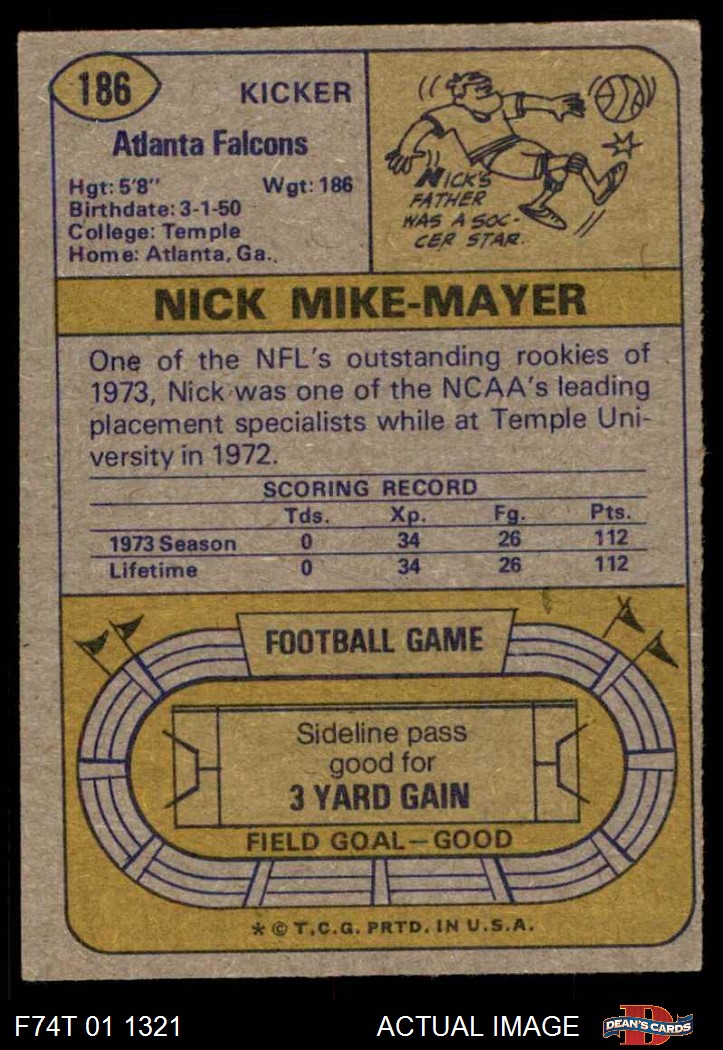 186
KICKER
Atlanta Falcons
Hgt: 5'8" Wgt: 186
Birthdate: 3-1-50
College: Temple
Home: Atlanta, Ga.
NICK'S
FATHER
WAS A SOC-
CER STAR.
NICK MIKE-MAYER
One of the NFL's outstanding rookies of
1973, Nick was one of the NCAA's leading
placement specialists while at Temple Uni-
versity in 1972.
SCORING RECORD
Tds. Xp. Fg. Pts.
1973 Season 0 34 26 112
Lifetime 0 34 26 112
FOOTBALL GAME
Sideline pass
good for
3 YARD GAIN
FIELD GOAL—GOOD
* © T.C.G. PRTD. IN U.S.A.
F74T 01 1321 ACTUAL IMAGE
D
DEAN'S CARDS